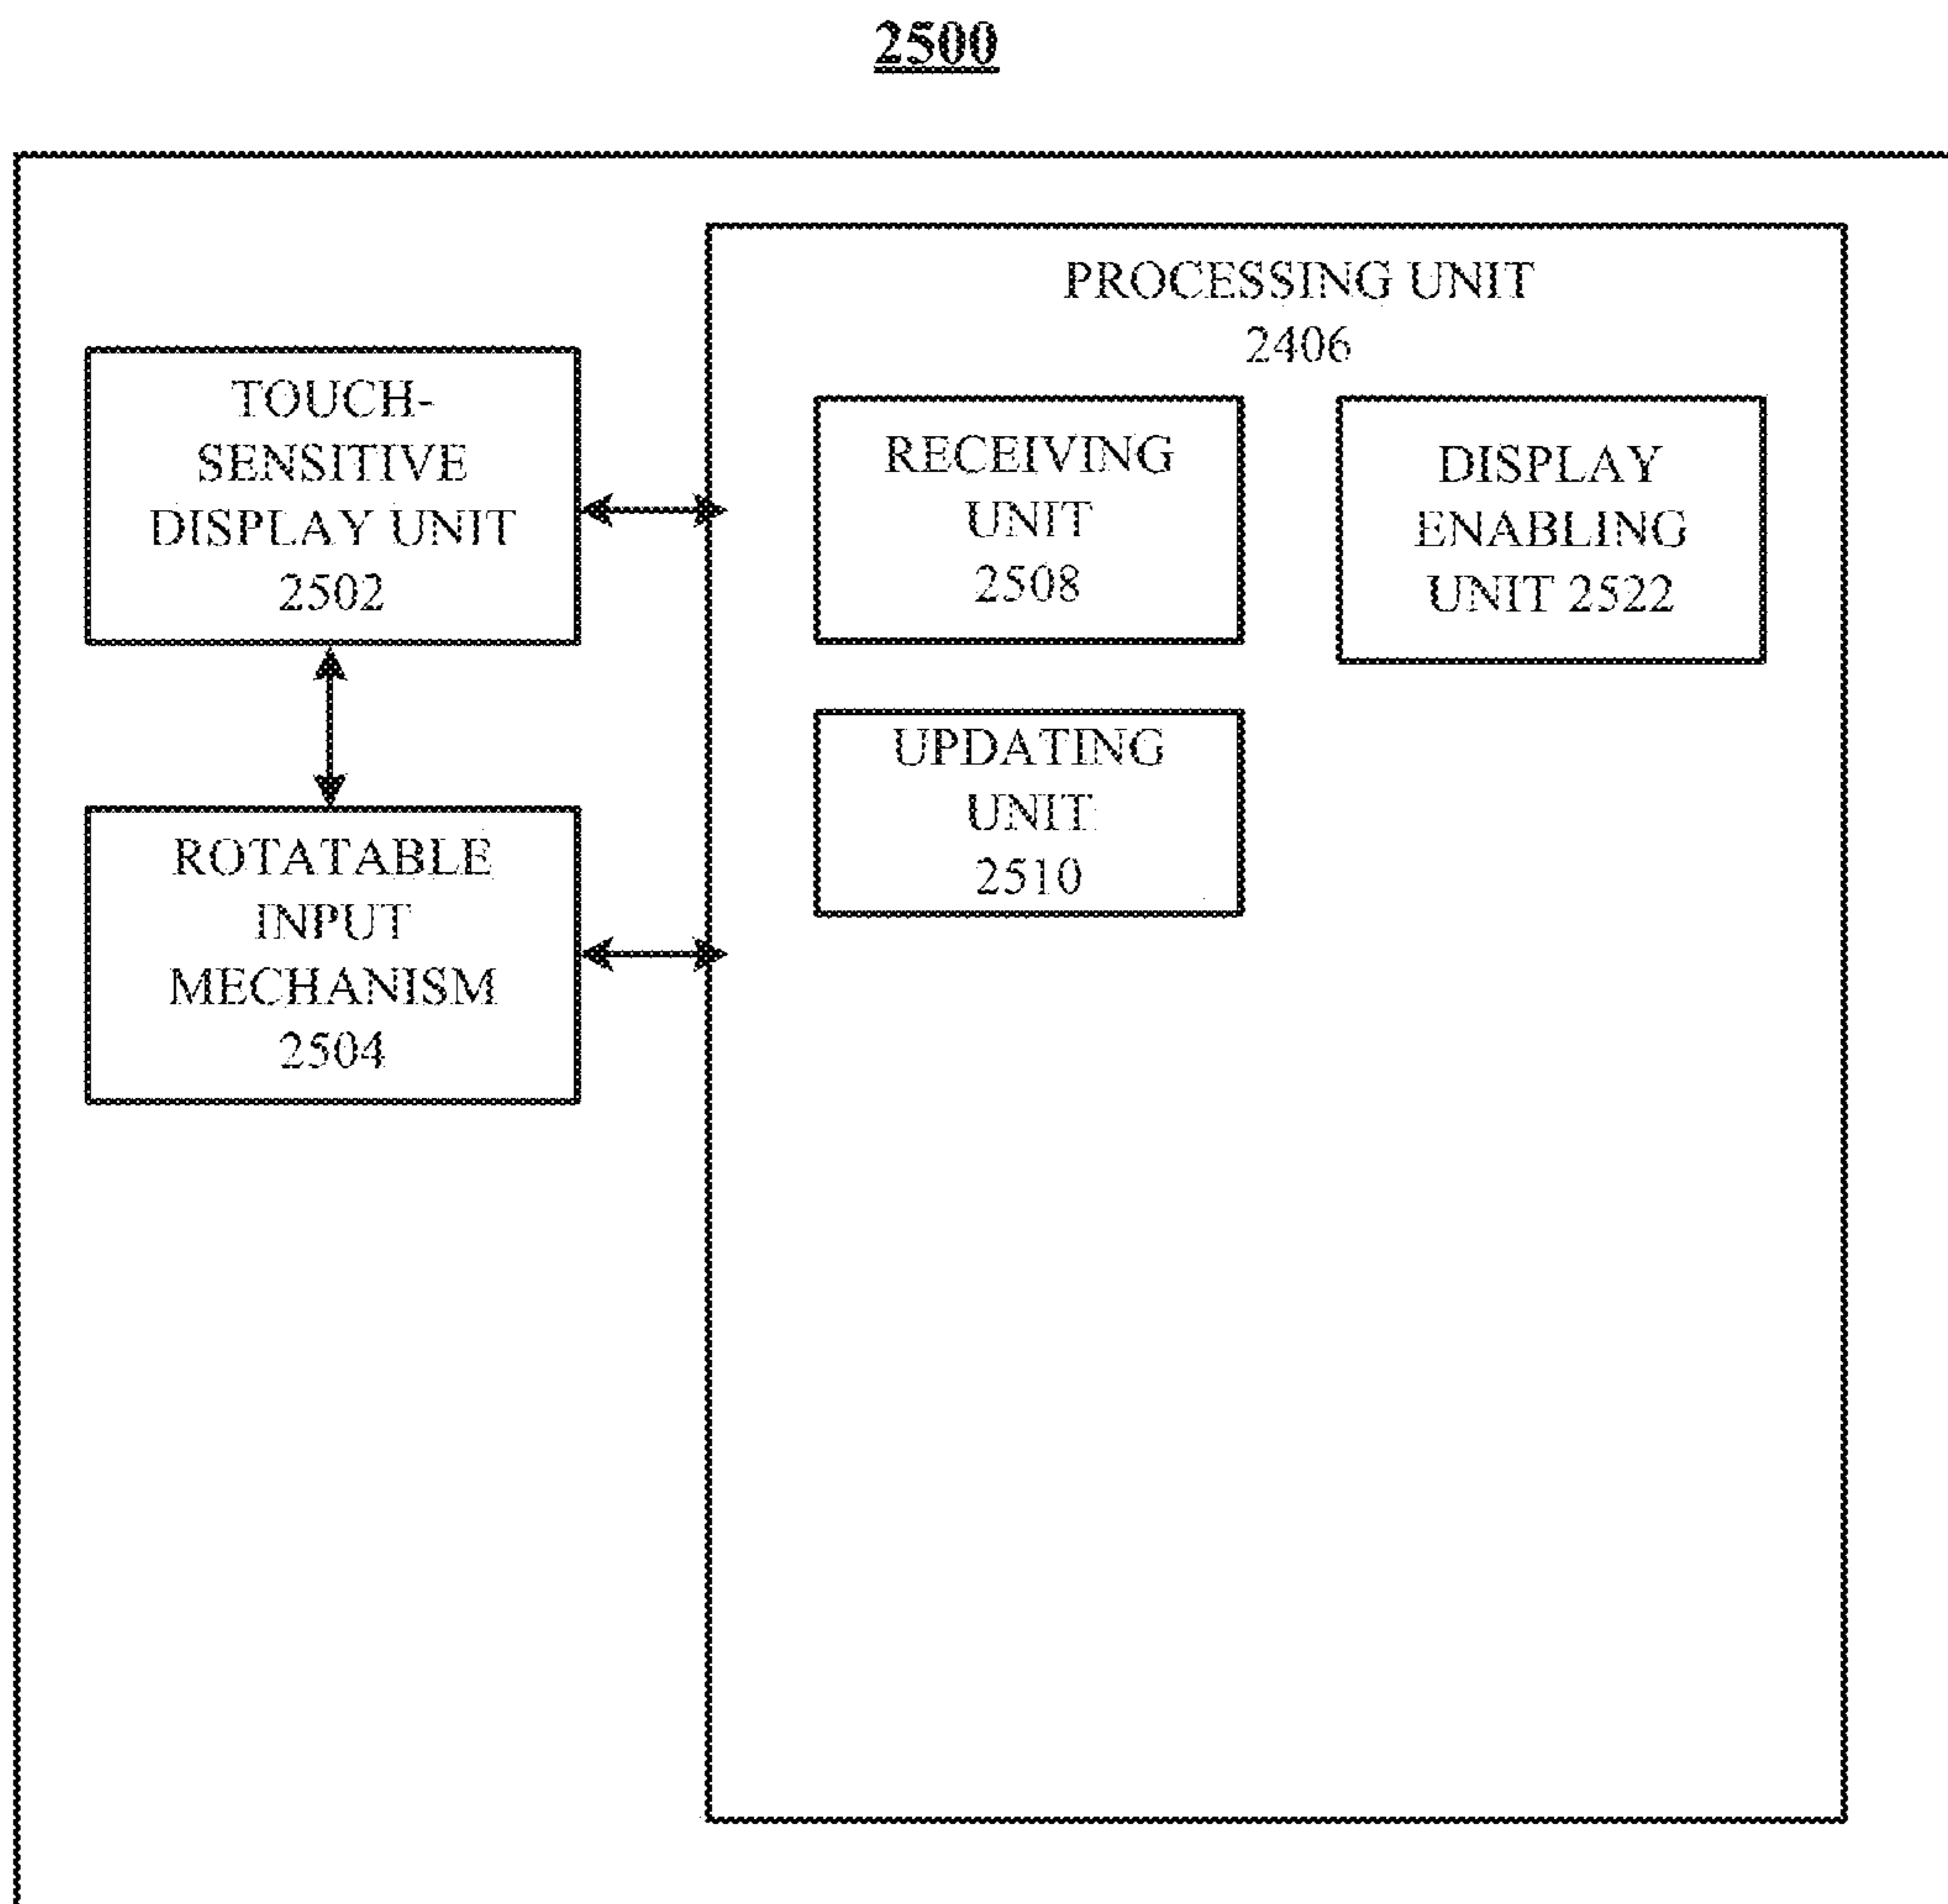 2500
PROCESSING UNIT
2406
TOUCH-
SENSITIVE
DISPLAY UNIT
2502
RECEIVING
UNIT
2508
DISPLAY
ENABLING
UNIT 2522
UPDATING
UNIT
2510
ROTATABLE
INPUT
MECHANISM
2504